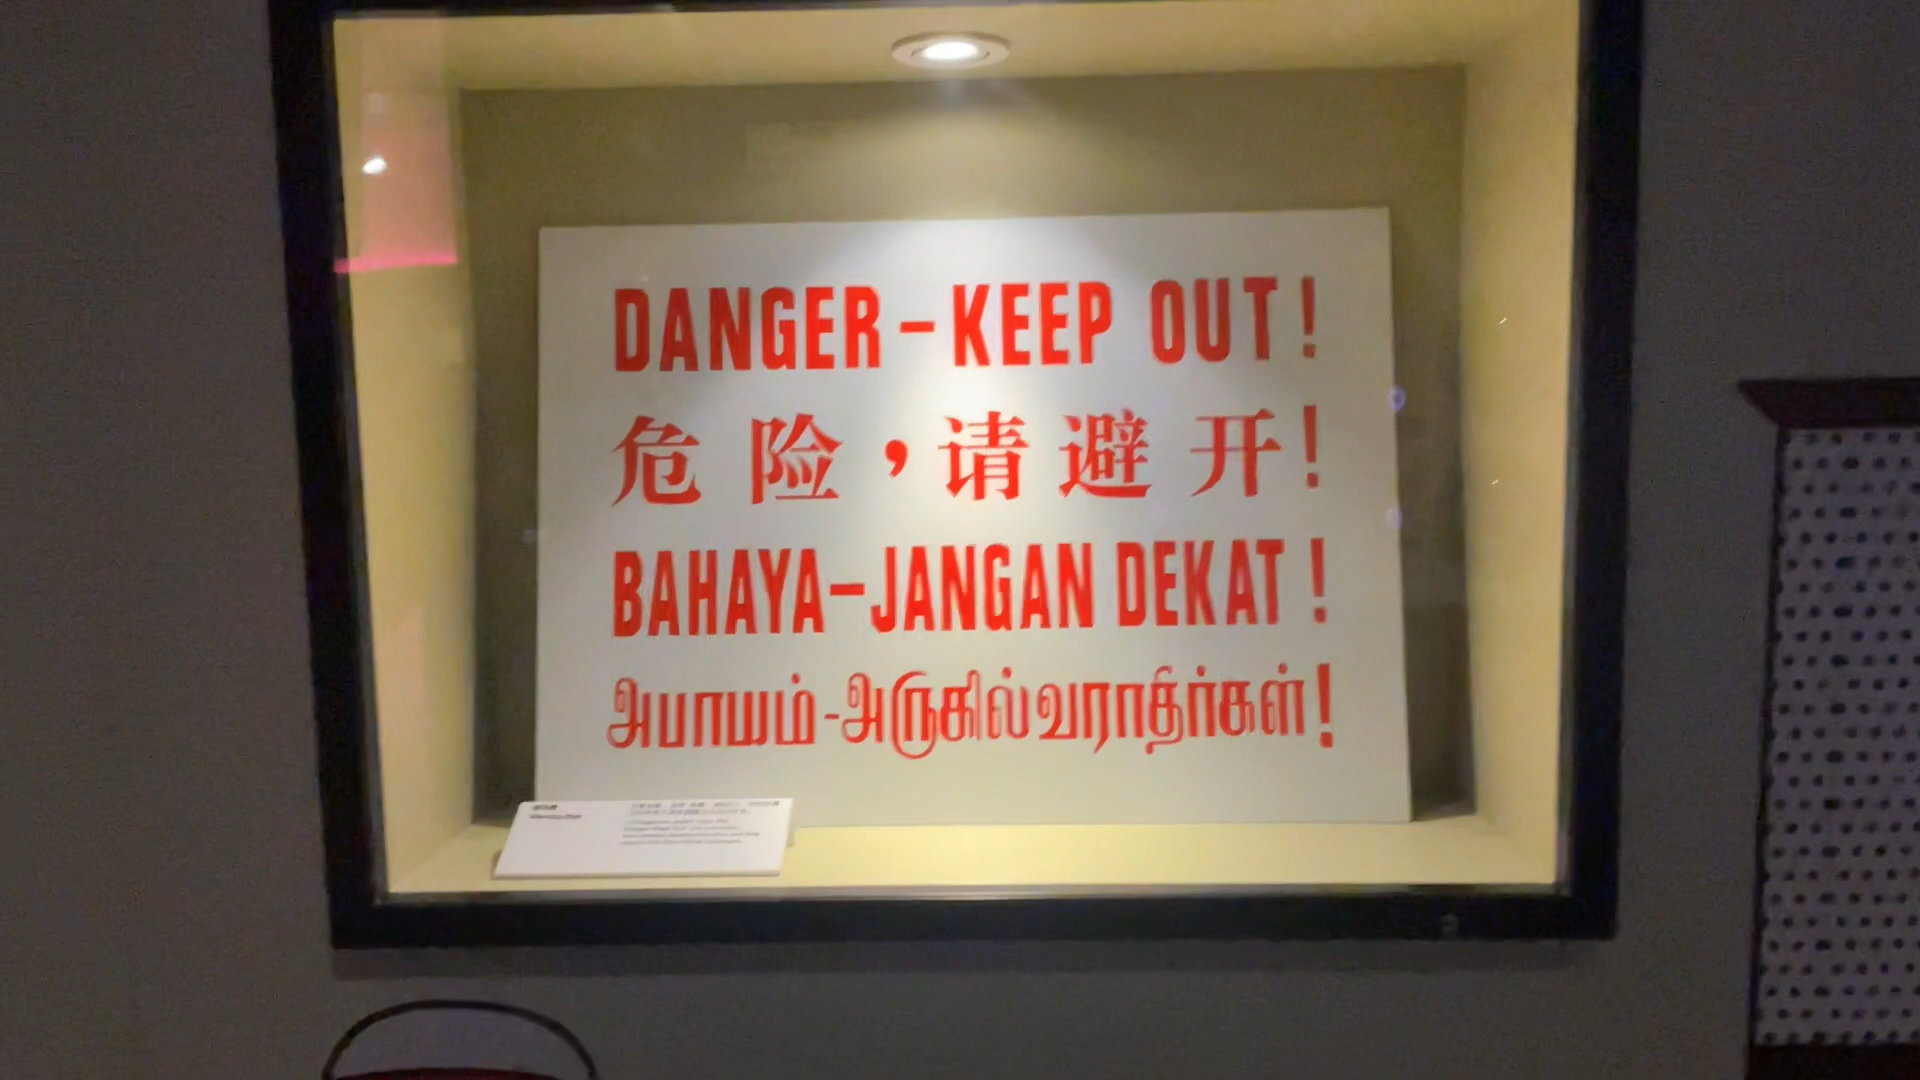 DANGER – KEEP OUT !
危险，请避开！
BAHAYA – JANGAN DEKAT !
அபாயம் - அருகில் வராதிர்கள் !